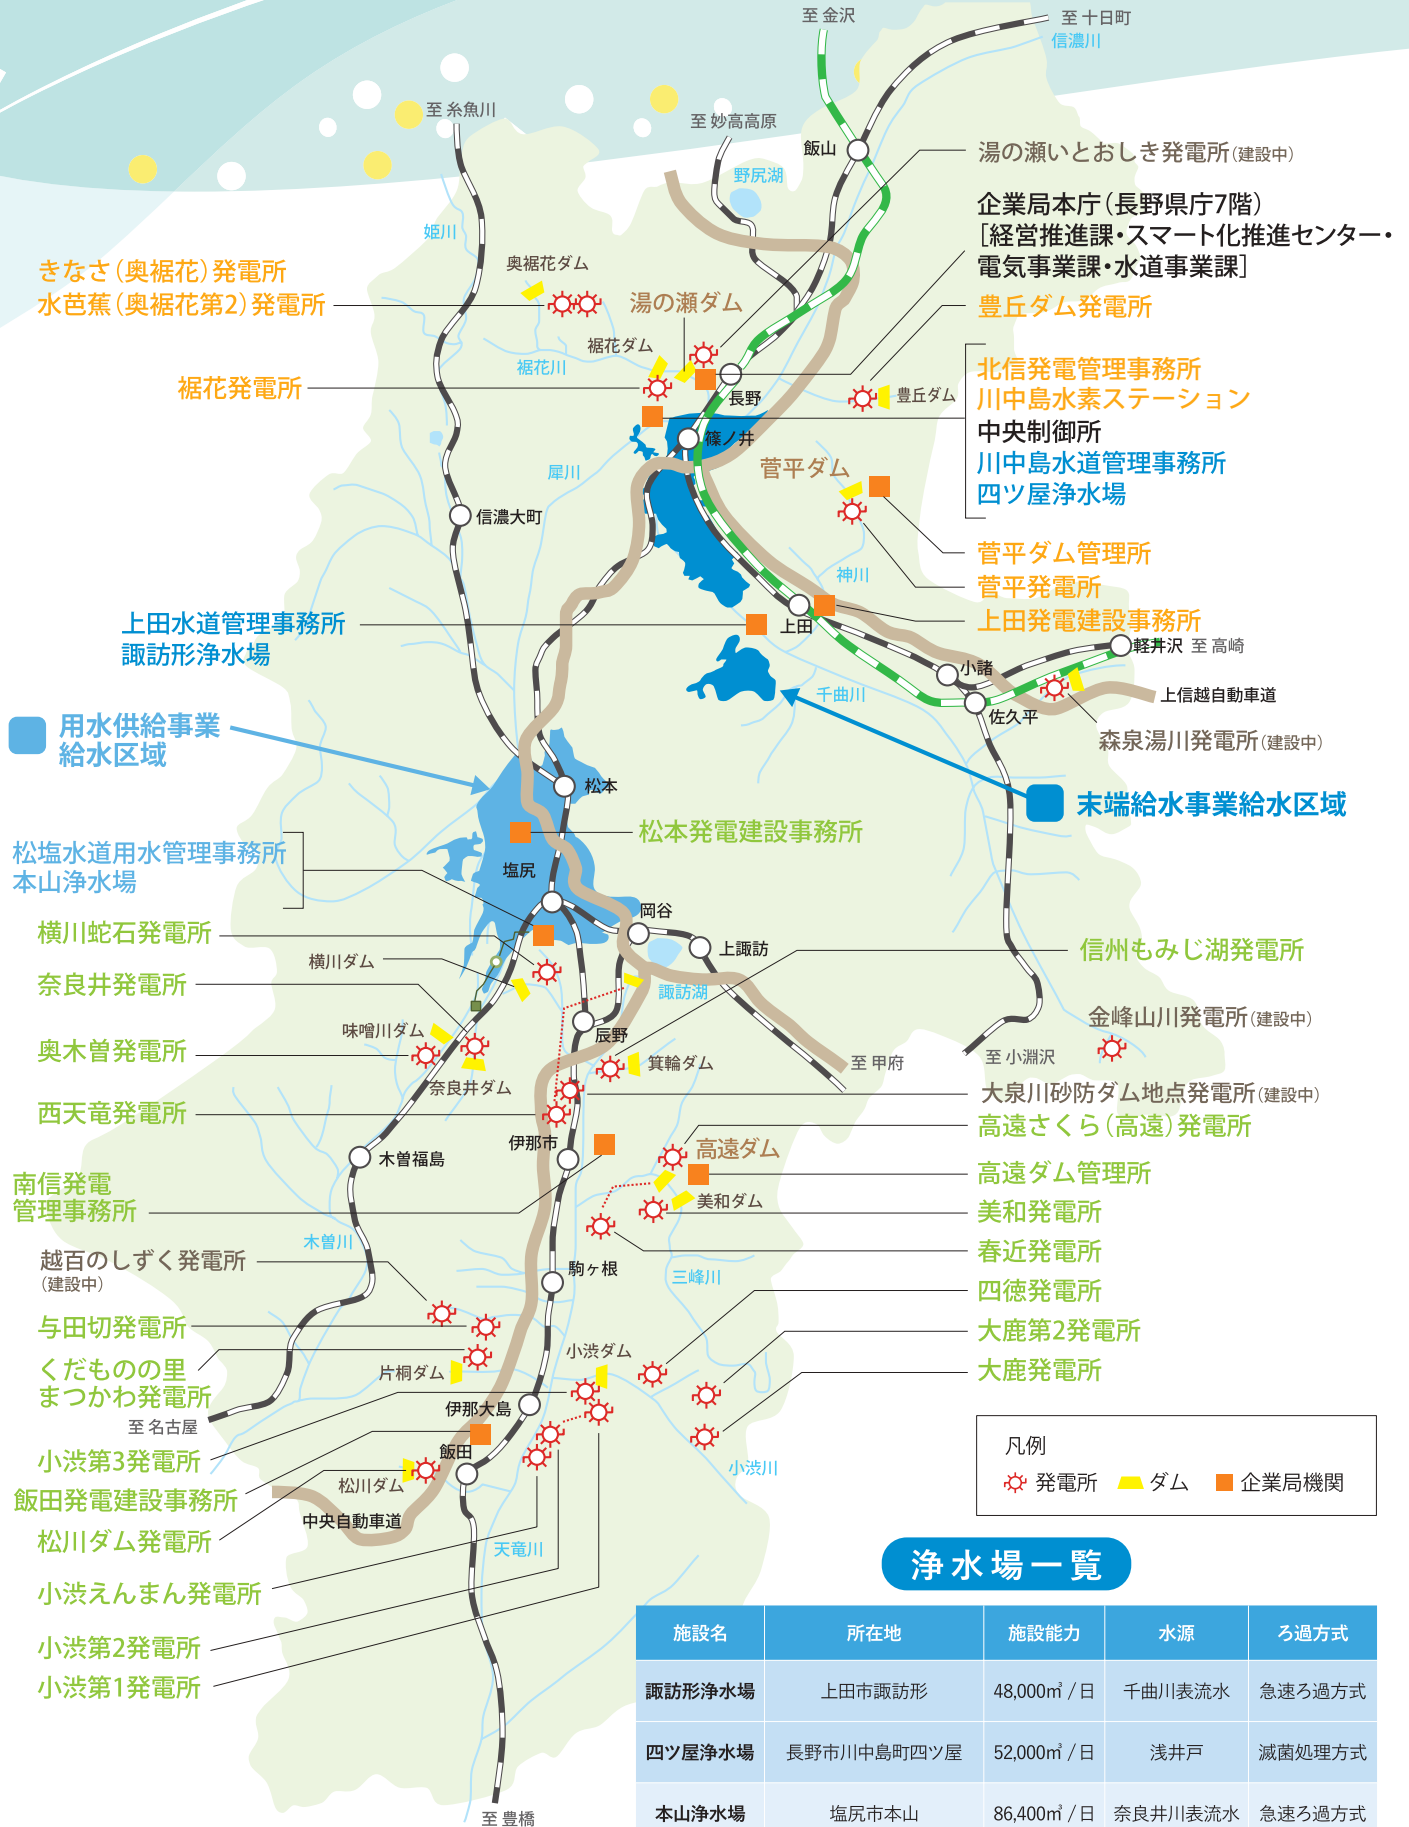 至 金沢
至 十日町
信濃川
至 糸魚川
至 妙高高原
飯山
野尻湖
姫川
湯の瀬いとおしき発電所(建設中)
企業局本庁(長野県庁7階)
[経営推進課・スマート化推進センター・
電気事業課・水道事業課]
きなさ(奥裾花)発電所
水芭蕉(奥裾花第2)発電所
奥裾花ダム
湯の瀬ダム
豊丘ダム発電所
裾花ダム
裾花川
裾花発電所
長野
豊丘ダム
北信発電管理事務所
川中島水素ステーション
中央制御所
川中島水道管理事務所
四ツ屋浄水場
篠ノ井
犀川
菅平ダム
信濃大町
菅平ダム管理所
神川
菅平発電所
上田発電建設事務所
上田水道管理事務所
諏訪形浄水場
上田
軽井沢 至 高崎
小諸
千曲川
上信越自動車道
佐久平
用水供給事業
給水区域
森泉湯川発電所(建設中)
松本
末端給水事業給水区域
松本発電建設事務所
松塩水道用水管理事務所
本山浄水場
塩尻
岡谷
横川蛇石発電所
上諏訪
信州もみじ湖発電所
横川ダム
奈良井発電所
諏訪湖
金峰山川発電所(建設中)
味噌川ダム
辰野
奥木曽発電所
箕輪ダム
至 甲府
至 小淵沢
奈良井ダム
大泉川砂防ダム地点発電所(建設中)
西天竜発電所
高遠さくら(高遠)発電所
伊那市
高遠ダム
木曽福島
高遠ダム管理所
南信発電
管理事務所
美和ダム
美和発電所
木曽川
春近発電所
越百のしずく発電所
(建設中)
駒ヶ根
三峰川
四徳発電所
与田切発電所
大鹿第2発電所
小渋ダム
くだものの里
まつかわ発電所
片桐ダム
大鹿発電所
伊那大島
至 名古屋
小渋第3発電所
飯田
小渋川
松川ダム
飯田発電建設事務所
中央自動車道
松川ダム発電所
天竜川
小渋えんまん発電所
小渋第2発電所
小渋第1発電所
至 豊橋
凡例
発電所 ダム 企業局機関
浄水場一覧
施設名 所在地 施設能力 水源 ろ過方式
諏訪形浄水場 上田市諏訪形 48,000㎥/日 千曲川表流水 急速ろ過方式
四ツ屋浄水場 長野市川中島町四ツ屋 52,000㎥/日 浅井戸 滅菌処理方式
本山浄水場 塩尻市本山 86,400㎥/日 奈良井川表流水 急速ろ過方式